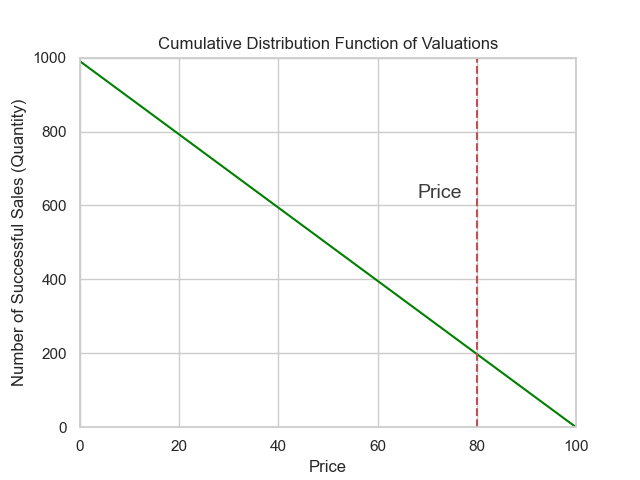 Cumulative Distribution Function of Valuations
Number of Successful Sales (Quantity)
1000
800
600
400
200
0
Price
0 20 40 60 80 100
Price